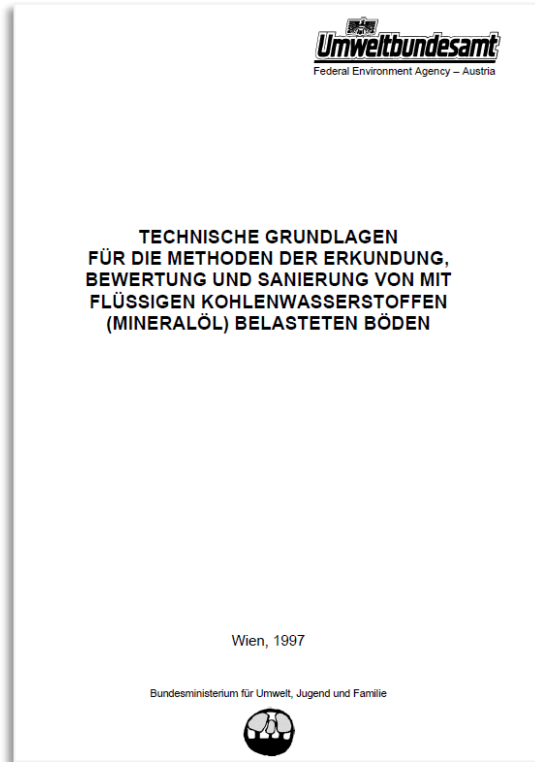 Umweltbundesamt
Federal Environment Agency – Austria
TECHNISCHE GRUNDLAGEN
FÜR DIE METHODEN DER ERKUNDUNG,
BEWERTUNG UND SANIERUNG VON MIT
FLÜSSIGEN KOHLENWASSERSTOFFEN
(MINERALÖL) BELASTETEN BÖDEN
Wien, 1997
Bundesministerium für Umwelt, Jugend und Familie